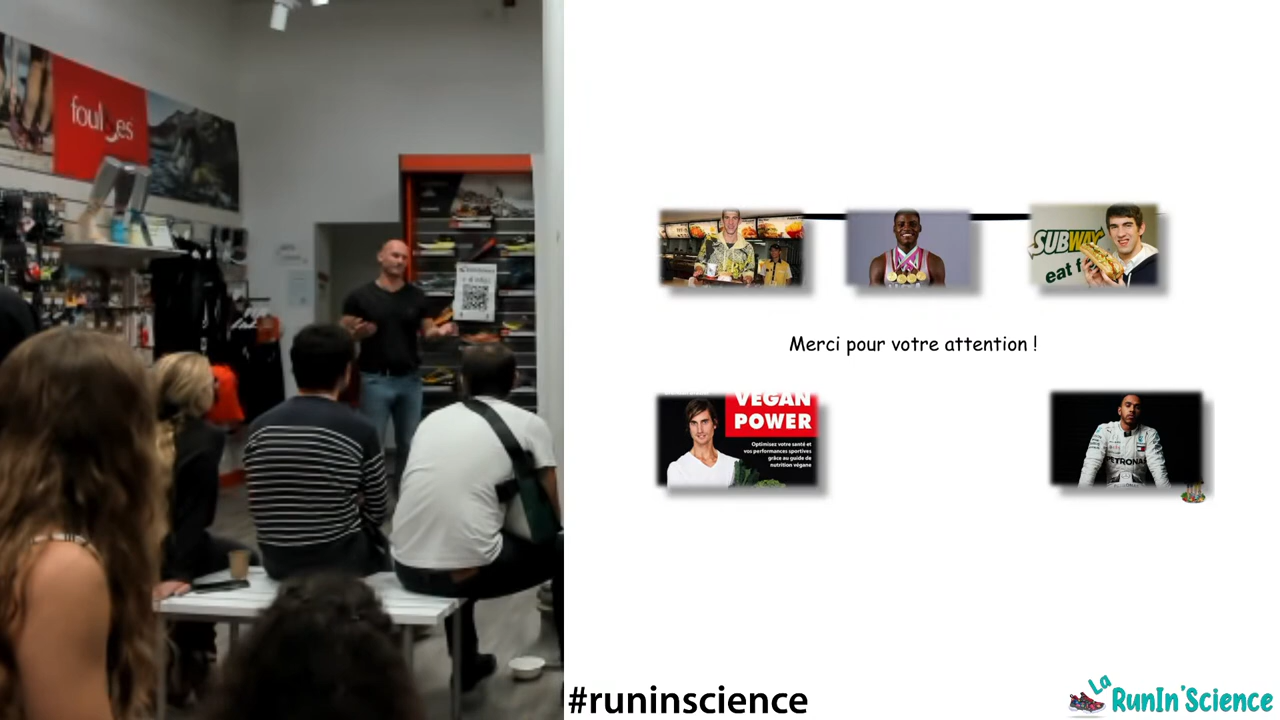 foulées
SUBWAY
eat f
Merci pour votre attention !
VEGAN
POWER
Optimisez votre santé et
vos performances sportives
grâce au guide de
nutrition végane
PETRONAS
#runinscience
La
RunIn'Science